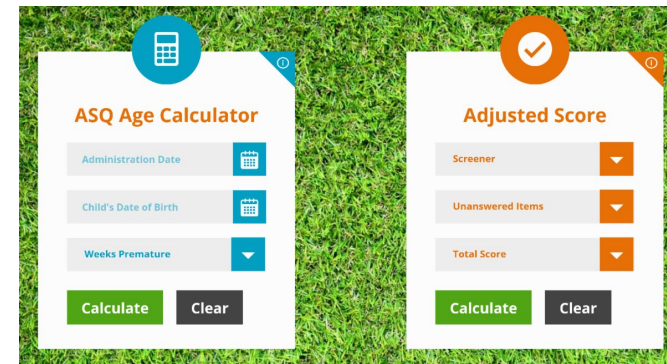 ASQ Age Calculator
Administration Date
Child's Date of Birth
Weeks Premature
Calculate
Clear
Adjusted Score
Screener
Unanswered Items
Total Score
Calculate
Clear